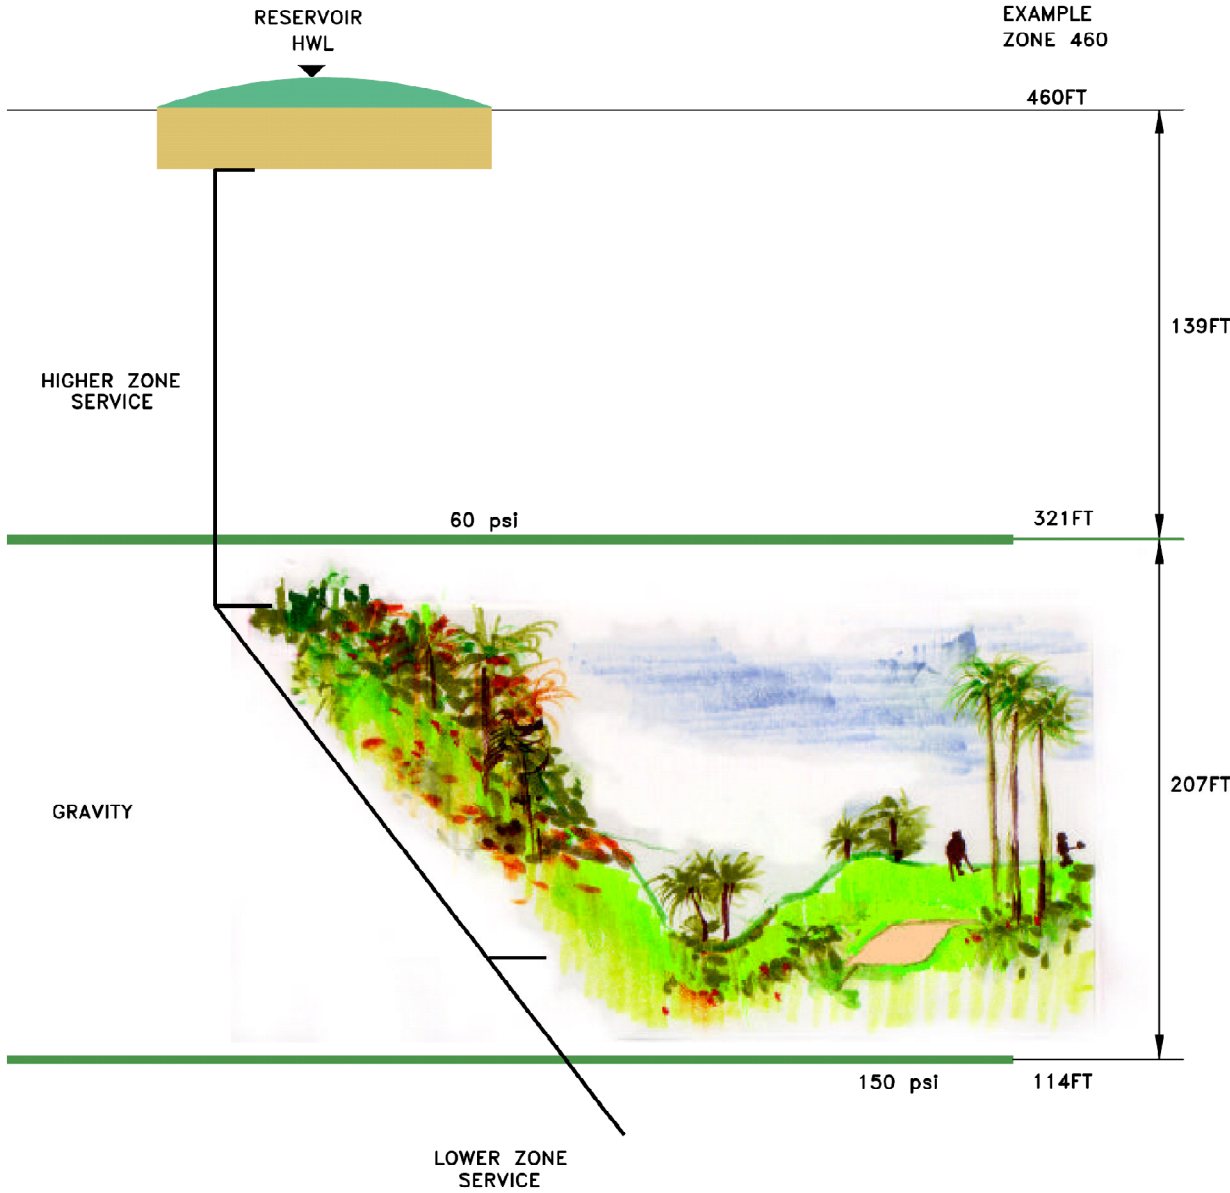 RESERVOIR
HWL
EXAMPLE
ZONE 460
460FT
139FT
HIGHER ZONE
SERVICE
60 psi
321FT
207FT
GRAVITY
150 psi
114FT
LOWER ZONE
SERVICE